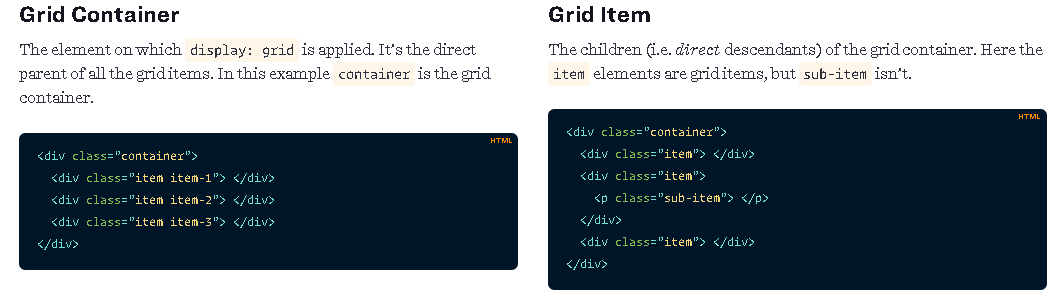 Grid Container
The element on which display: grid is applied. It's the direct
parent of all the grid items. In this example container is the grid
container.
HTML
<div class="container">
  <div class="item item-1"> </div>
  <div class="item item-2"> </div>
  <div class="item item-3"> </div>
</div>
Grid Item
The children (i.e. direct descendants) of the grid container. Here the
item elements are grid items, but sub-item isn't.
HTML
<div class="container">
  <div class="item"> </div>
  <div class="item">
    <p class="sub-item"> </p>
  </div>
  <div class="item"> </div>
</div>